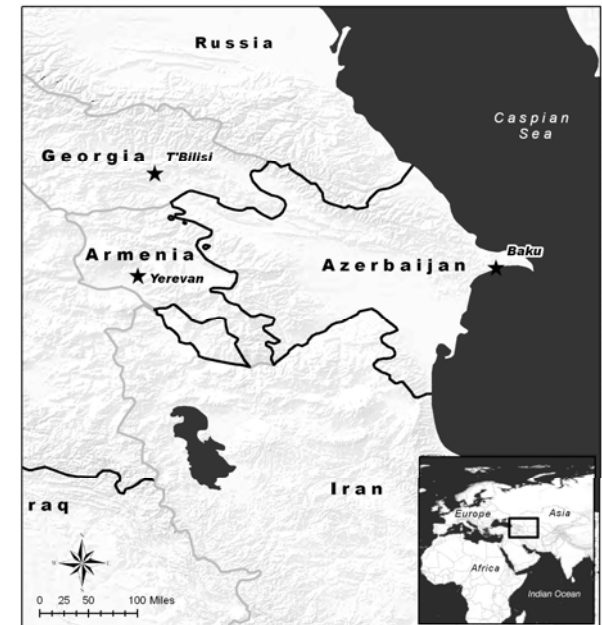 Russia
Caspian
Sea
Georgia T'Bilisi
Armenia
Yerevan
Azerbaijan
Baku
Iran
raq
N
W E
S
0 25 50 100 Miles
Europe
Asia
Africa
Indian Ocean